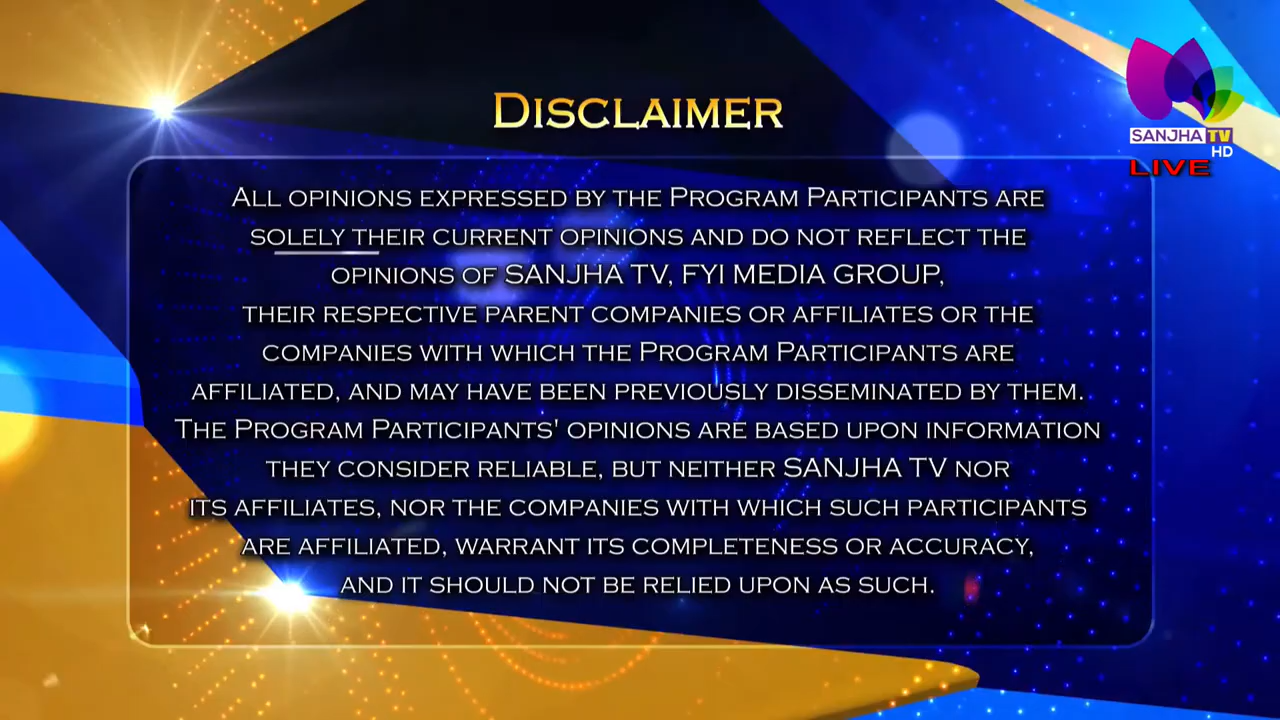 DISCLAIMER
SANJHA TV
HD
LIVE
ALL OPINIONS EXPRESSED BY THE PROGRAM PARTICIPANTS ARE
SOLELY THEIR CURRENT OPINIONS AND DO NOT REFLECT THE
OPINIONS OF SANJHA TV, FYI MEDIA GROUP,
THEIR RESPECTIVE PARENT COMPANIES OR AFFILIATES OR THE
COMPANIES WITH WHICH THE PROGRAM PARTICIPANTS ARE
AFFILIATED, AND MAY HAVE BEEN PREVIOUSLY DISSEMINATED BY THEM.
THE PROGRAM PARTICIPANTS' OPINIONS ARE BASED UPON INFORMATION
THEY CONSIDER RELIABLE, BUT NEITHER SANJHA TV NOR
ITS AFFILIATES, NOR THE COMPANIES WITH WHICH SUCH PARTICIPANTS
ARE AFFILIATED, WARRANT ITS COMPLETENESS OR ACCURACY,
AND IT SHOULD NOT BE RELIED UPON AS SUCH.